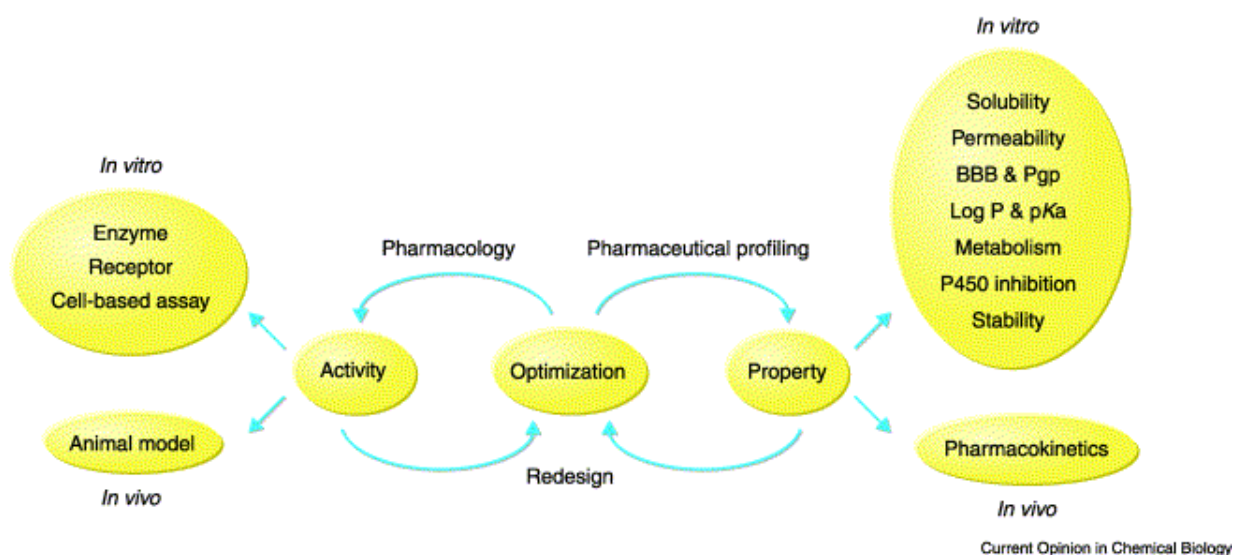 In vitro
Solubility
Permeability
BBB & Pgp
Log P & pKa
Metabolism
P450 inhibition
Stability
In vitro
Enzyme
Receptor
Cell-based assay
Pharmacology
Pharmaceutical profiling
Activity
Optimization
Property
Animal model
In vivo
Redesign
Pharmacokinetics
In vivo
Current Opinion in Chemical Biology